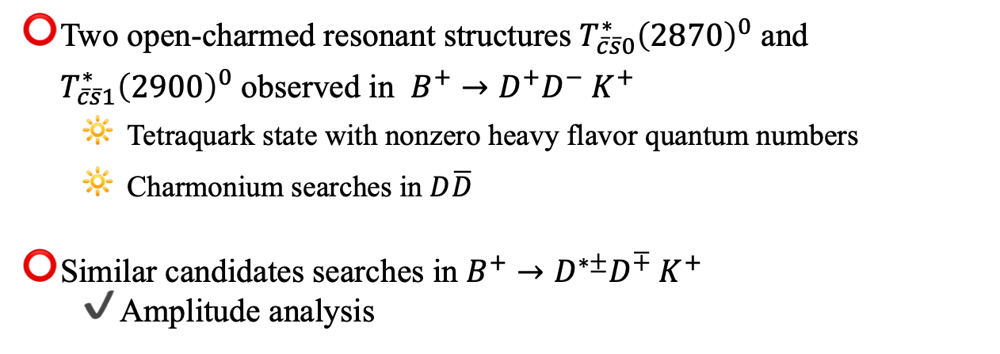 Two open-charmed resonant structures $T^{*}_{\bar{c}\bar{s}0}(2870)^{0}$ and
$T^{*}_{\bar{c}\bar{s}1}(2900)^{0}$ observed in $B^{+} \to D^{+}D^{-} K^{+}$
Tetraquark state with nonzero heavy flavor quantum numbers
Charmonium searches in $D\bar{D}$
Similar candidates searches in $B^{+} \to D^{*\pm}D^{\mp} K^{+}$
✓ Amplitude analysis